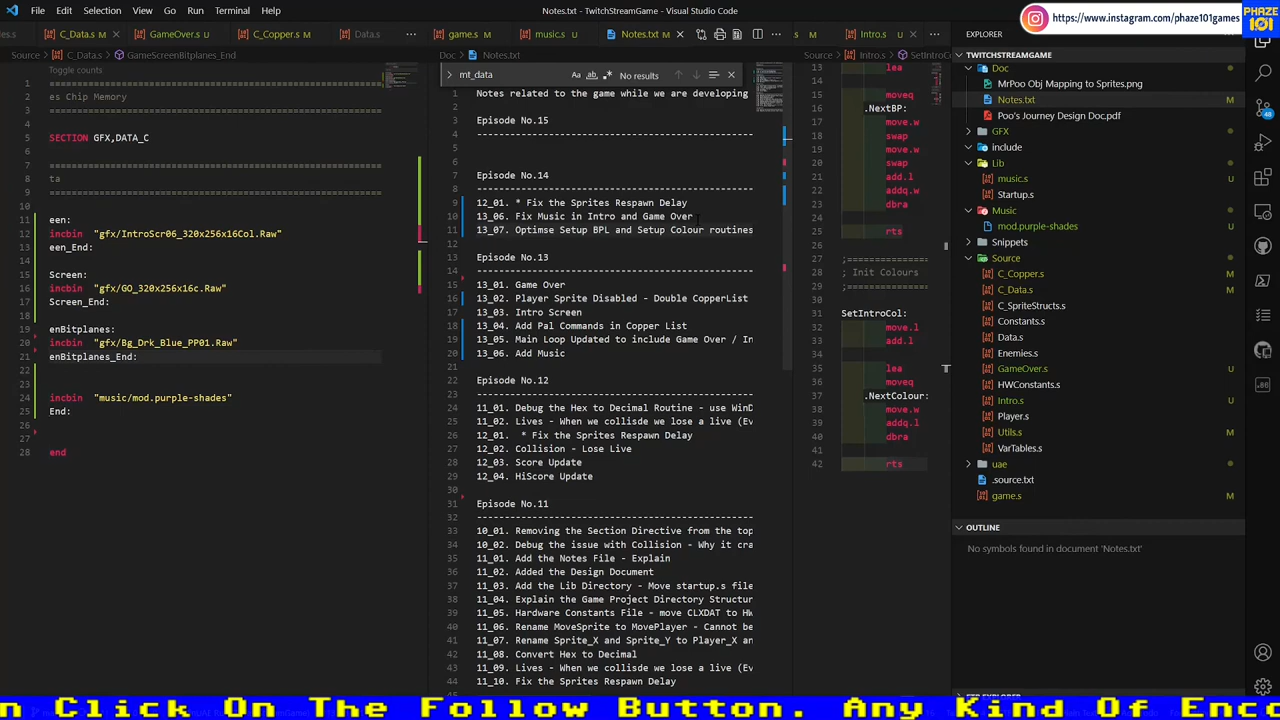 File Edit Selection View Go Run Terminal Help
Notes.txt - TwitchStreamGame - Visual Studio Code
https://www.instagram.com/phaze101games
PHAZE
101
C_Data.s M GameOver.s U C_Copper.s M Data.s
game.s M music.s M Notes.txt M
Intro.s U
EXPLORER
Source > C_Data.s > GameScreenBitplenes_End
Doc > Notes.txt
Source > Intro.s > SetIntroC
Toggle counts
1 ================================================
2 es Chip Memory
3 ================================================
4
5 SECTION GFX,DATA_C
6
7 ================================================
8 ta
9 ================================================
10
11 een:
12 incbin "gfx/IntroScr06_320x256x16Col.Raw"
13 een_End:
14
15 Screen:
16 incbin "gfx/GO_320x256x16c.Raw"
17 Screen_End:
18
19 enBitplanes:
20 incbin "gfx/Bg_Drk_Blue_PP01.Raw"
21 enBitplanes_End:
22
23
24 incbin "music/mod.purple-shades"
25 End:
26
27
28 end
mt_data
No results
1 Notes related to the game while we are developing
2
3 Episode No.15
4
5
6
7 Episode No.14
8
9 12_01. * Fix the Sprites Respawn Delay
10 13_06. Fix Music in Intro and Game Over
11 13_07. Optimise Setup BPL and Setup Colour routines
12
13 Episode No.13
14
15 13_01. Game Over
16 13_02. Player Sprite Disabled - Double CopperList
17 13_03. Intro Screen
18 13_04. Add Pal Commands in Copper List
19 13_05. Main Loop Updated to include Game Over / In
20 13_06. Add Music
21
22 Episode No.12
23
24 11_01. Debug the Hex to Decimal Routine - use WinD
25 11_02. Lives - When we collisde we lose a live (Ev
26 12_01. * Fix the Sprites Respawn Delay
27 12_02. Collision - Lose Live
28 12_03. Score Update
29 12_04. HiScore Update
30
31 Episode No.11
32
33 10_01. Removing the Section Directive from the top
34 10_02. Debug the issue with Collision - Why it cra
35 11_01. Add the Notes File - Explain
36 11_02. Added the Design Document
37 11_03. Add the Lib Directory - Move startup.s file
38 11_04. Explain the Game Project Directory Structur
39 11_05. Hardware Constants File - move CLXDAT to HW
40 11_06. Rename MoveSprite to MovePlayer - Cannot be
41 11_07. Rename Sprite_X and Sprite_Y to Player_X an
42 11_08. Convert Hex to Decimal
43 11_09. Lives - When we collisde we lose a live (Ev
44 11_10. Fix the Sprites Respawn Delay
13 lea
14
15 moveq
16 .NextBP:
17 move.w
18 swap
19 move.w
20 swap
21 add.l
22 addq.w
23 dbra
24
25 rts
26
27 ;================
28 ; Init Colours
29 ;================
30
31 SetIntroCol:
32 move.l
33 add.l
34
35 lea
36 moveq
37 .NextColour:
38 move.w
39 addq.l
40 dbra
41
42 rts
TWITCHSTREAMGAME
Doc
MrPoo Obj Mapping to Sprites.png
Notes.txt M
Poo's Journey Design Doc.pdf
GFX
include
Lib
music.s U
Startup.s
Music
mod.purple-shades U
Snippets
Source
C_Copper.s M
C_Data.s M
C_SpriteStructs.s
Constants.s
Data.s
Enemies.s
GameOver.s U
HWConstants.s
Intro.s U
Player.s
Utils.s U
VarTables.s
uae
.source.txt
game.s M
OUTLINE
No symbols found in document 'Notes.txt'
48
n Click On The Follow Button. Any Kind Of Enco